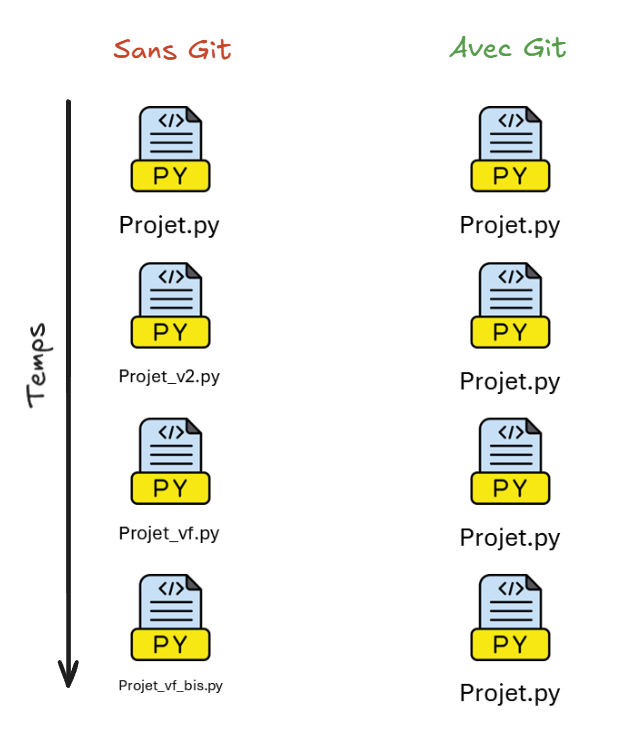 Sans Git
Avec Git
Temps
</>
PY
Projet.py
</>
PY
Projet.py
</>
PY
Projet_v2.py
</>
PY
Projet.py
</>
PY
Projet_vf.py
</>
PY
Projet.py
</>
PY
Projet_vf_bis.py
</>
PY
Projet.py